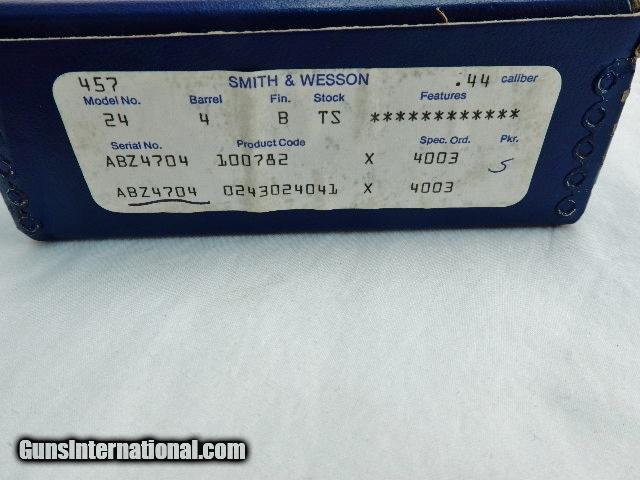 457 SMITH & WESSON .44 caliber
Model No. Barrel Fin. Stock Features
24 4 B TS ************
Serial No. Product Code Spec. Ord. Pkr.
ABZ4704 100782 X 4003 5
ABZ4704 0243024041 X 4003
GunsInternational.com